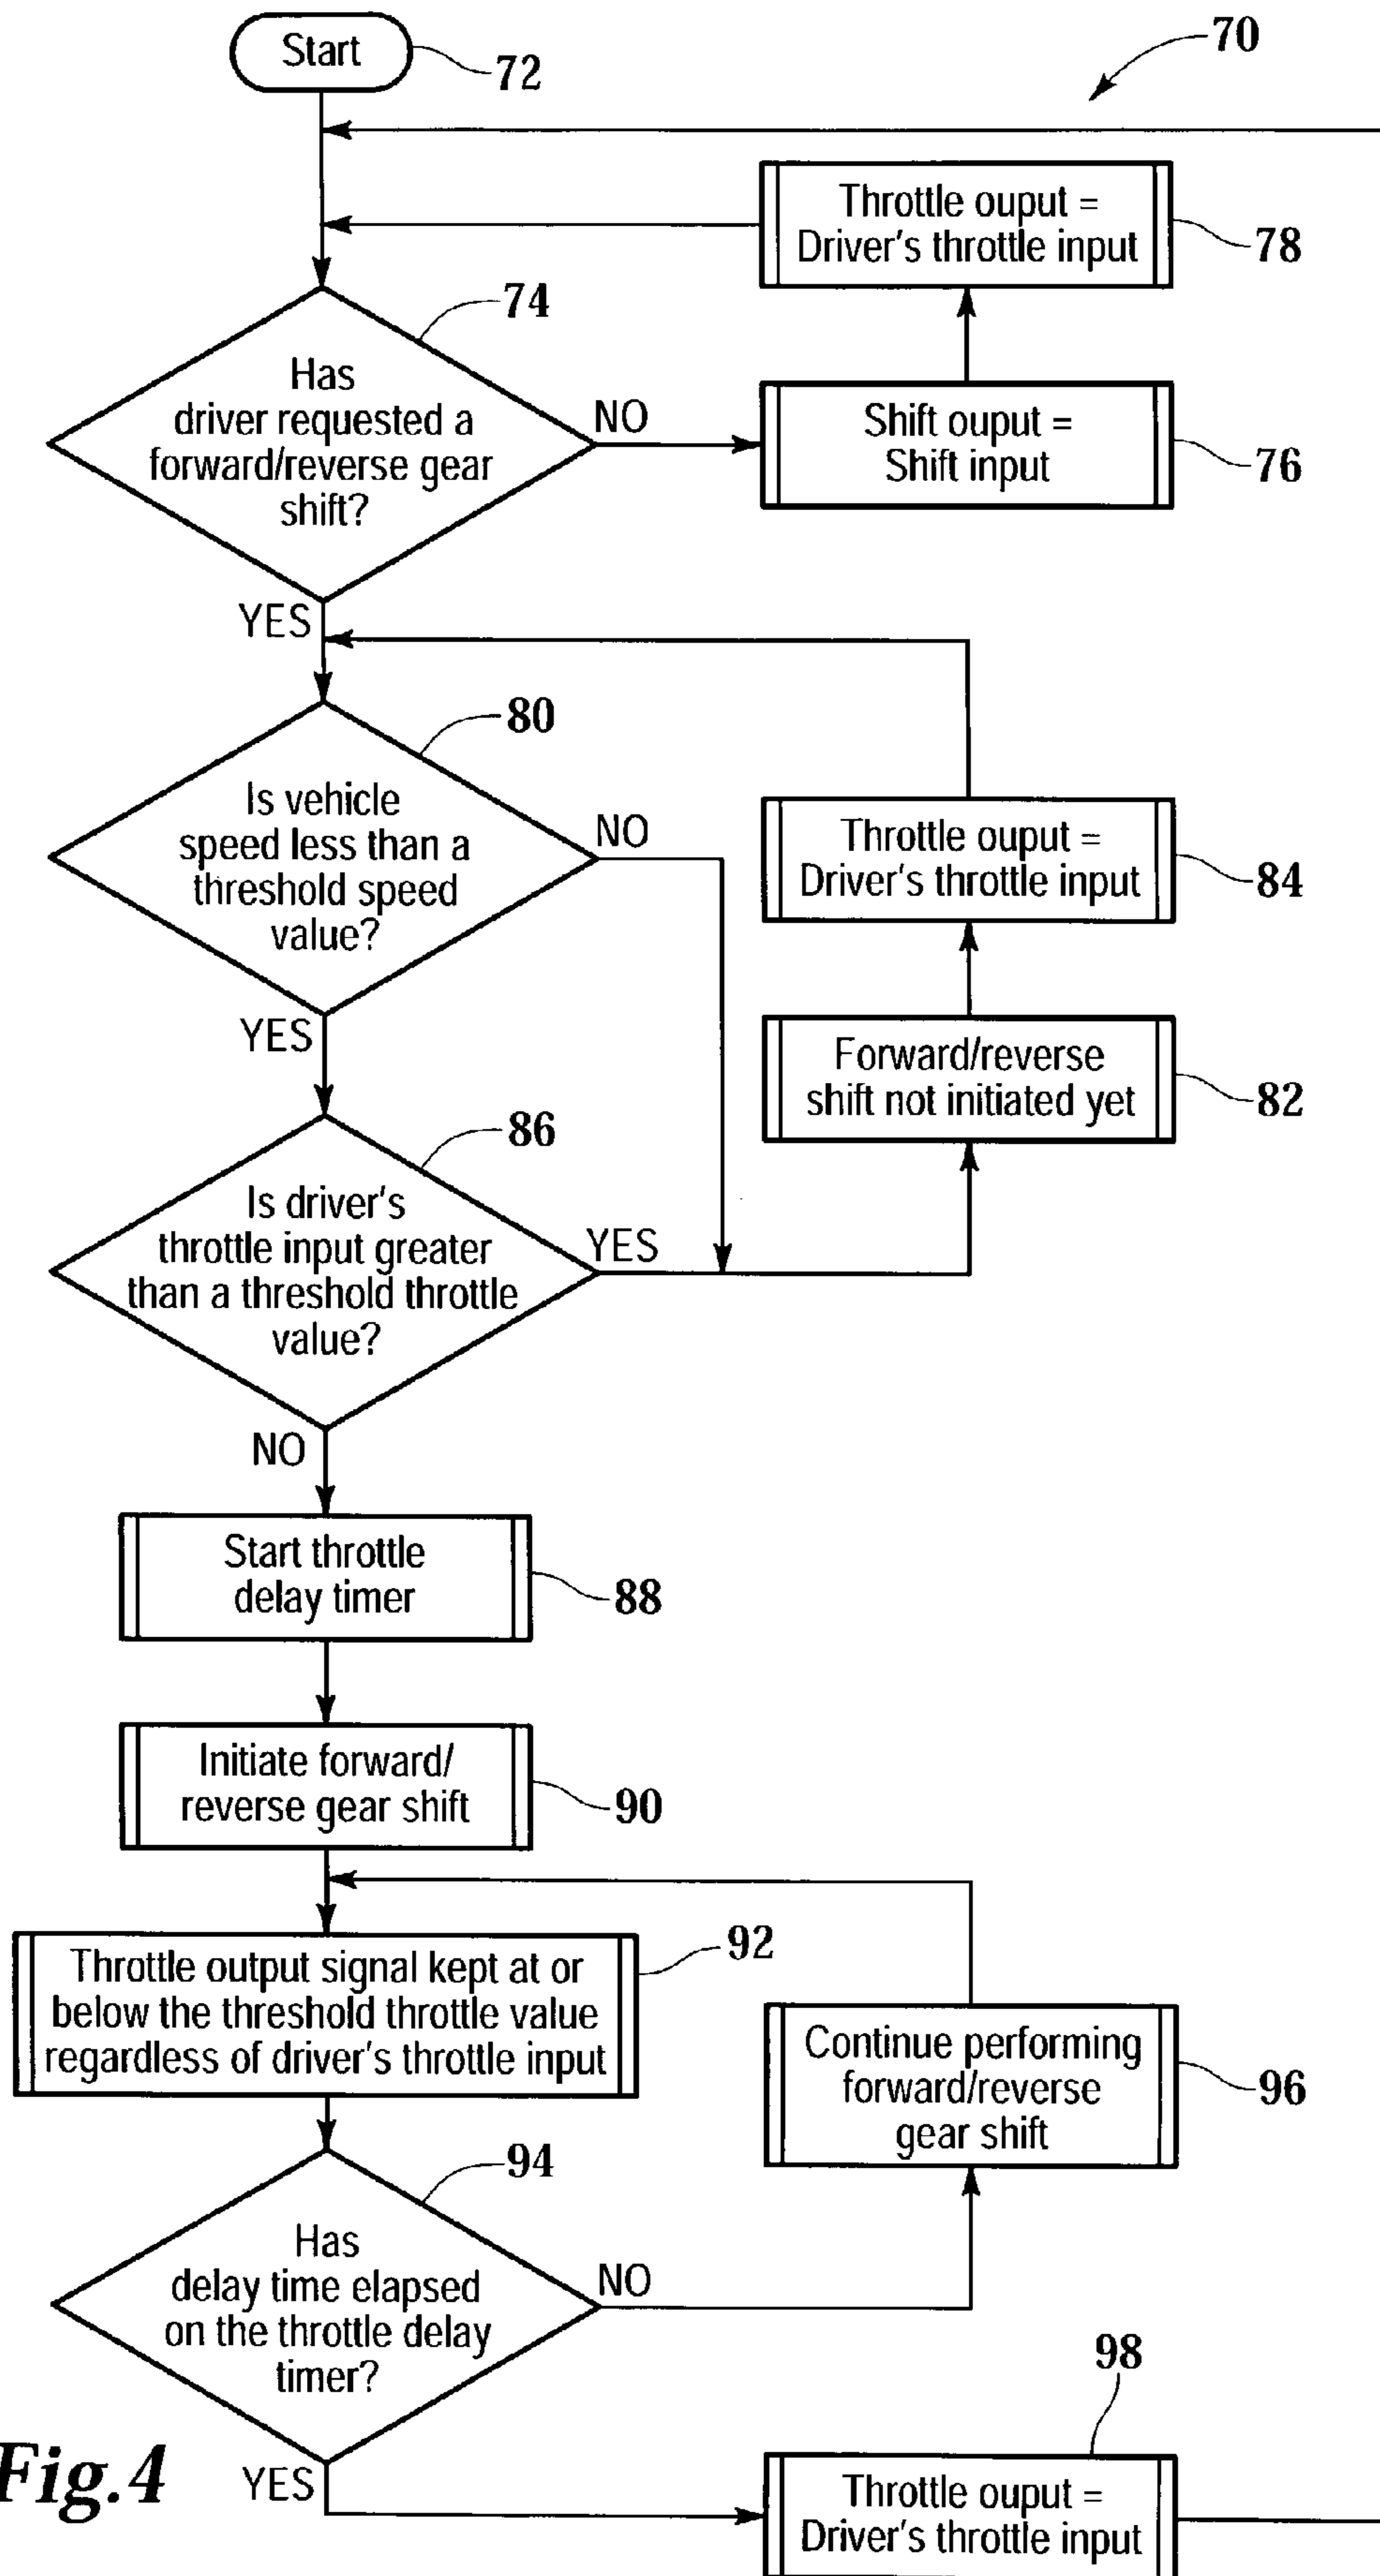 Start
72
70
Throttle ouput =
Driver's throttle input
78
74
Has
driver requested a
forward/reverse gear
shift?
NO
Shift ouput =
Shift input
76
YES
80
Is vehicle
speed less than a
threshold speed
value?
NO
Throttle ouput =
Driver's throttle input
84
YES
Forward/reverse
shift not initiated yet
82
86
Is driver's
throttle input greater
than a threshold throttle
value?
YES
NO
Start throttle
delay timer
88
Initiate forward/
reverse gear shift
90
Throttle output signal kept at or
below the threshold throttle value
regardless of driver's throttle input
92
Continue performing
forward/reverse
gear shift
96
94
Has
delay time elapsed
on the throttle delay
timer?
NO
98
Fig.4
YES
Throttle ouput =
Driver's throttle input